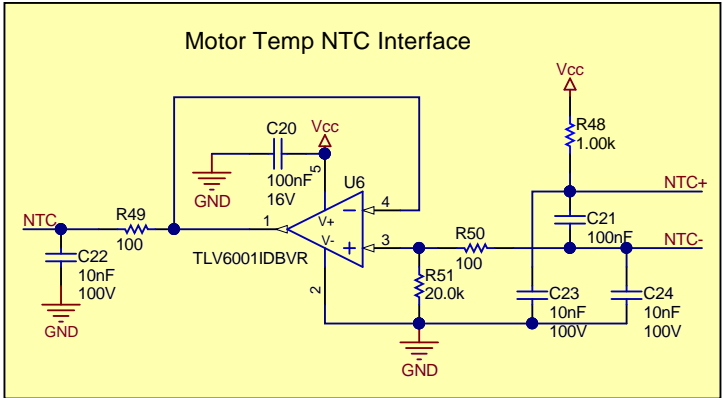 Motor Temp NTC Interface
Vcc
R48
1.00k
C20
Vcc
100nF
16V
GND
5
U6
4
NTC+
NTC
R49
100
1
V+
V-
TLV6001IDBVR
3
R50
100
C21
100nF
NTC-
C22
10nF
100V
GND
2
R51
20.0k
C23
10nF
100V
C24
10nF
100V
GND